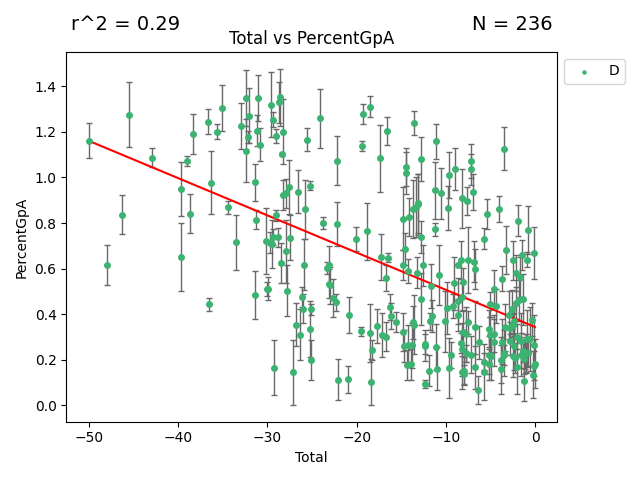 r^2 = 0.29
N = 236
Total vs PercentGpA
D
PercentGpA
1.4
1.2
1.0
0.8
0.6
0.4
0.2
0.0
−50
−40
−30
−20
−10
0
Total